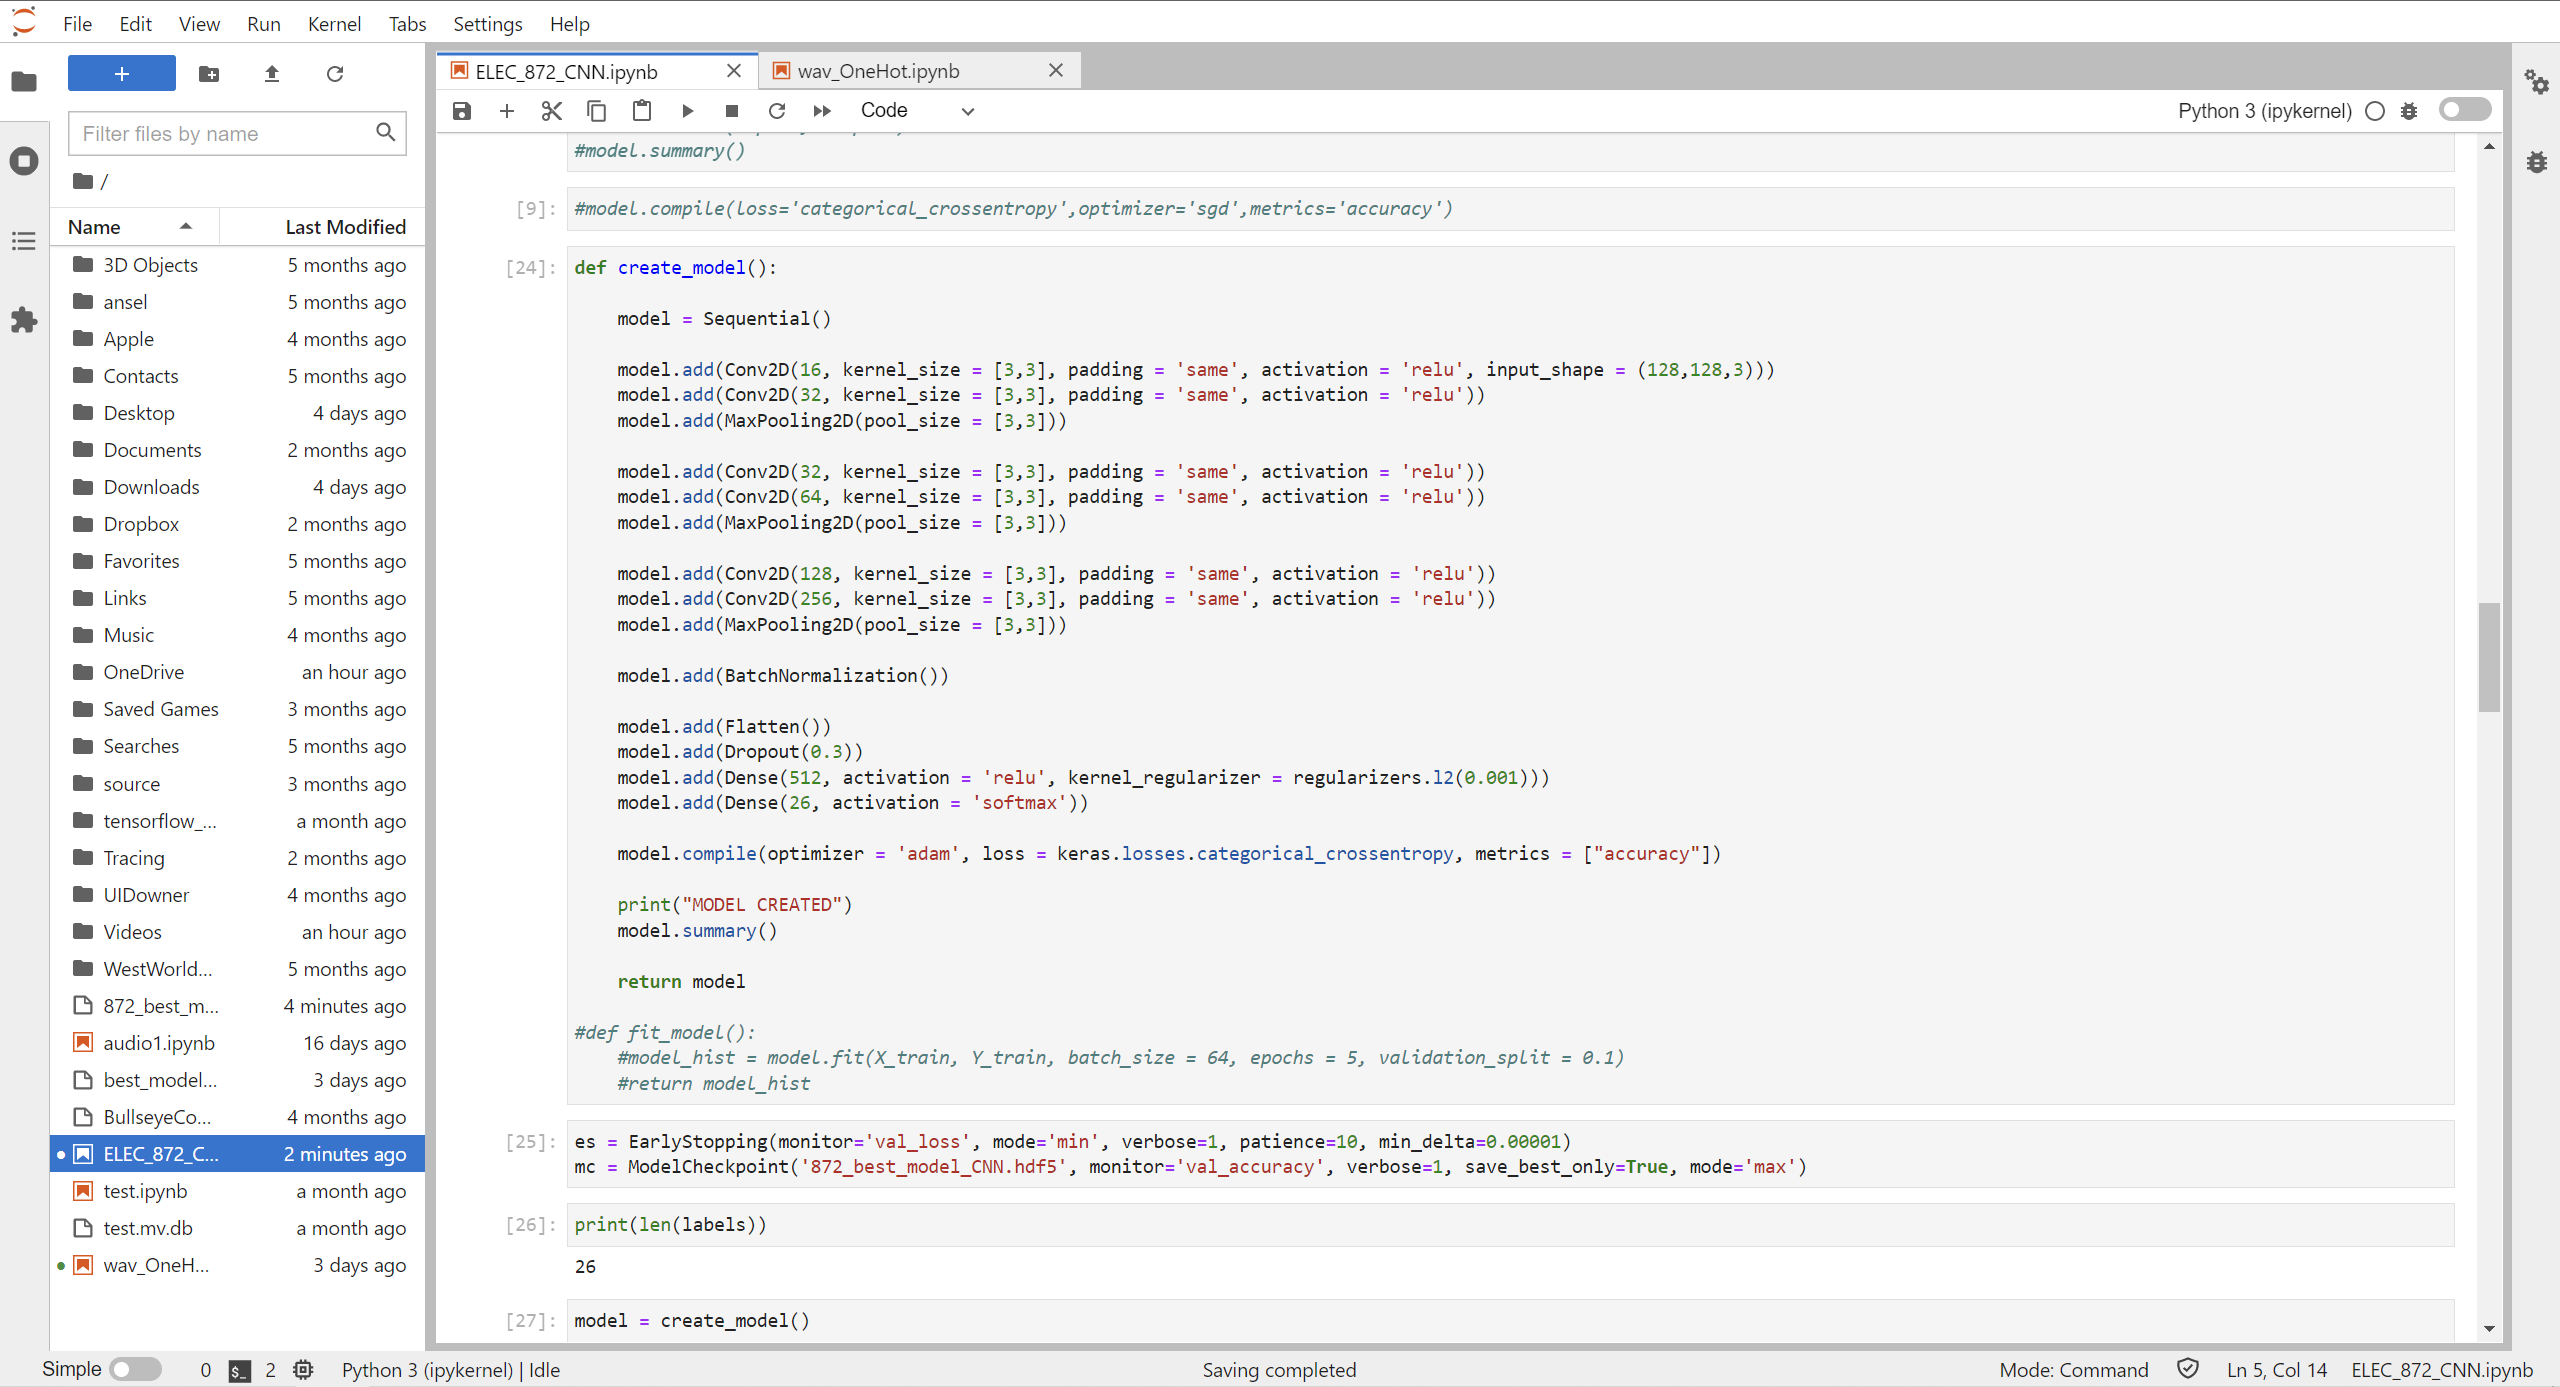 File Edit View Run Kernel Tabs Settings Help
+
Filter files by name
/
Name Last Modified
3D Objects 5 months ago
ansel 5 months ago
Apple 4 months ago
Contacts 5 months ago
Desktop 4 days ago
Documents 2 months ago
Downloads 4 days ago
Dropbox 2 months ago
Favorites 5 months ago
Links 5 months ago
Music 4 months ago
OneDrive an hour ago
Saved Games 3 months ago
Searches 5 months ago
source 3 months ago
tensorflow_... a month ago
Tracing 2 months ago
UIDowner 4 months ago
Videos an hour ago
WestWorld... 5 months ago
872_best_m... 4 minutes ago
audio1.ipynb 16 days ago
best_model... 3 days ago
BullseyeCo... 4 months ago
ELEC_872_C... 2 minutes ago
test.ipynb a month ago
test.mv.db a month ago
wav_OneH... 3 days ago
ELEC_872_CNN.ipynb wav_OneHot.ipynb
Code Python 3 (ipykernel)
#model.summary()
[9]: #model.compile(loss='categorical_crossentropy',optimizer='sgd',metrics='accuracy')
[24]: def create_model():
model = Sequential()
model.add(Conv2D(16, kernel_size = [3,3], padding = 'same', activation = 'relu', input_shape = (128,128,3)))
model.add(Conv2D(32, kernel_size = [3,3], padding = 'same', activation = 'relu'))
model.add(MaxPooling2D(pool_size = [3,3]))
model.add(Conv2D(32, kernel_size = [3,3], padding = 'same', activation = 'relu'))
model.add(Conv2D(64, kernel_size = [3,3], padding = 'same', activation = 'relu'))
model.add(MaxPooling2D(pool_size = [3,3]))
model.add(Conv2D(128, kernel_size = [3,3], padding = 'same', activation = 'relu'))
model.add(Conv2D(256, kernel_size = [3,3], padding = 'same', activation = 'relu'))
model.add(MaxPooling2D(pool_size = [3,3]))
model.add(BatchNormalization())
model.add(Flatten())
model.add(Dropout(0.3))
model.add(Dense(512, activation = 'relu', kernel_regularizer = regularizers.l2(0.001)))
model.add(Dense(26, activation = 'softmax'))
model.compile(optimizer = 'adam', loss = keras.losses.categorical_crossentropy, metrics = ["accuracy"])
print("MODEL CREATED")
model.summary()
return model
#def fit_model():
#model_hist = model.fit(X_train, Y_train, batch_size = 64, epochs = 5, validation_split = 0.1)
#return model_hist
[25]: es = EarlyStopping(monitor='val_loss', mode='min', verbose=1, patience=10, min_delta=0.00001)
mc = ModelCheckpoint('872_best_model_CNN.hdf5', monitor='val_accuracy', verbose=1, save_best_only=True, mode='max')
[26]: print(len(labels))
26
[27]: model = create_model()
Simple 0 $_ 2 Python 3 (ipykernel) | Idle Saving completed Mode: Command Ln 5, Col 14 ELEC_872_CNN.ipynb